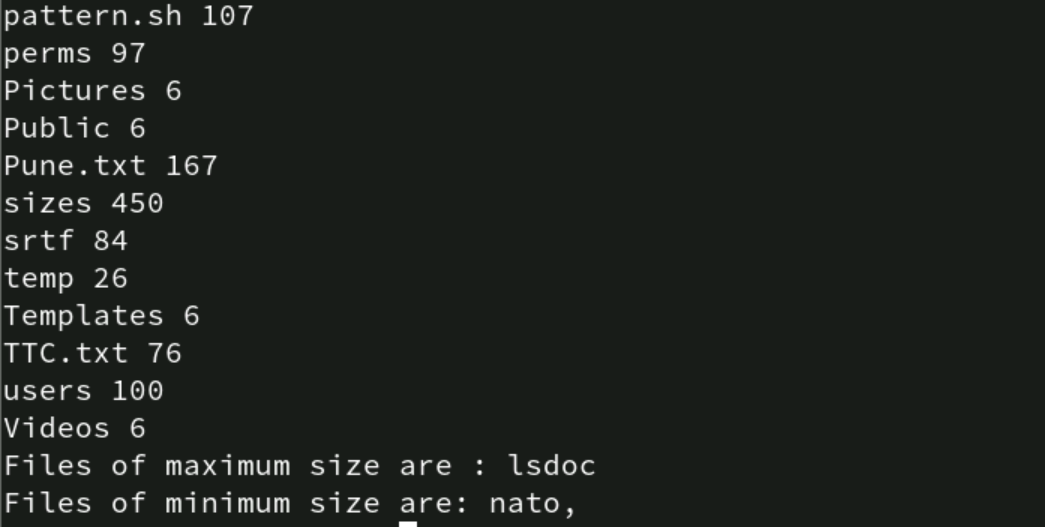 pattern.sh 107
perms 97
Pictures 6
Public 6
Pune.txt 167
sizes 450
srtf 84
temp 26
Templates 6
TTC.txt 76
users 100
Videos 6
Files of maximum size are : lsdoc
Files of minimum size are: nato,